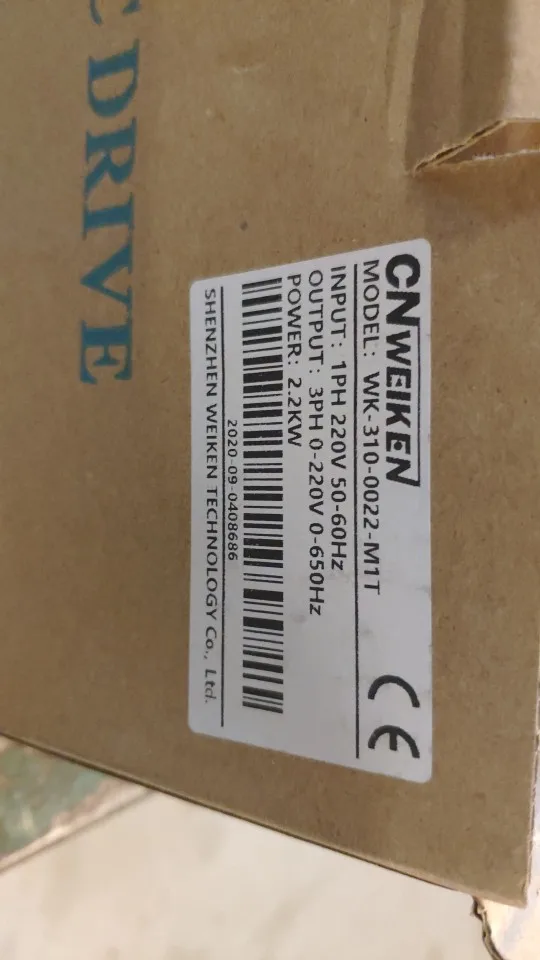 C DRIVE
CNWEIKEN
MODEL: WK-310-0022-M1T
INPUT: 1PH 220V 50-60Hz
OUTPUT: 3PH 0-220V 0-650Hz
POWER: 2.2KW
2020-09-0408686
SHENZHEN WEIKEN TECHNOLOGY Co., Ltd.
CE